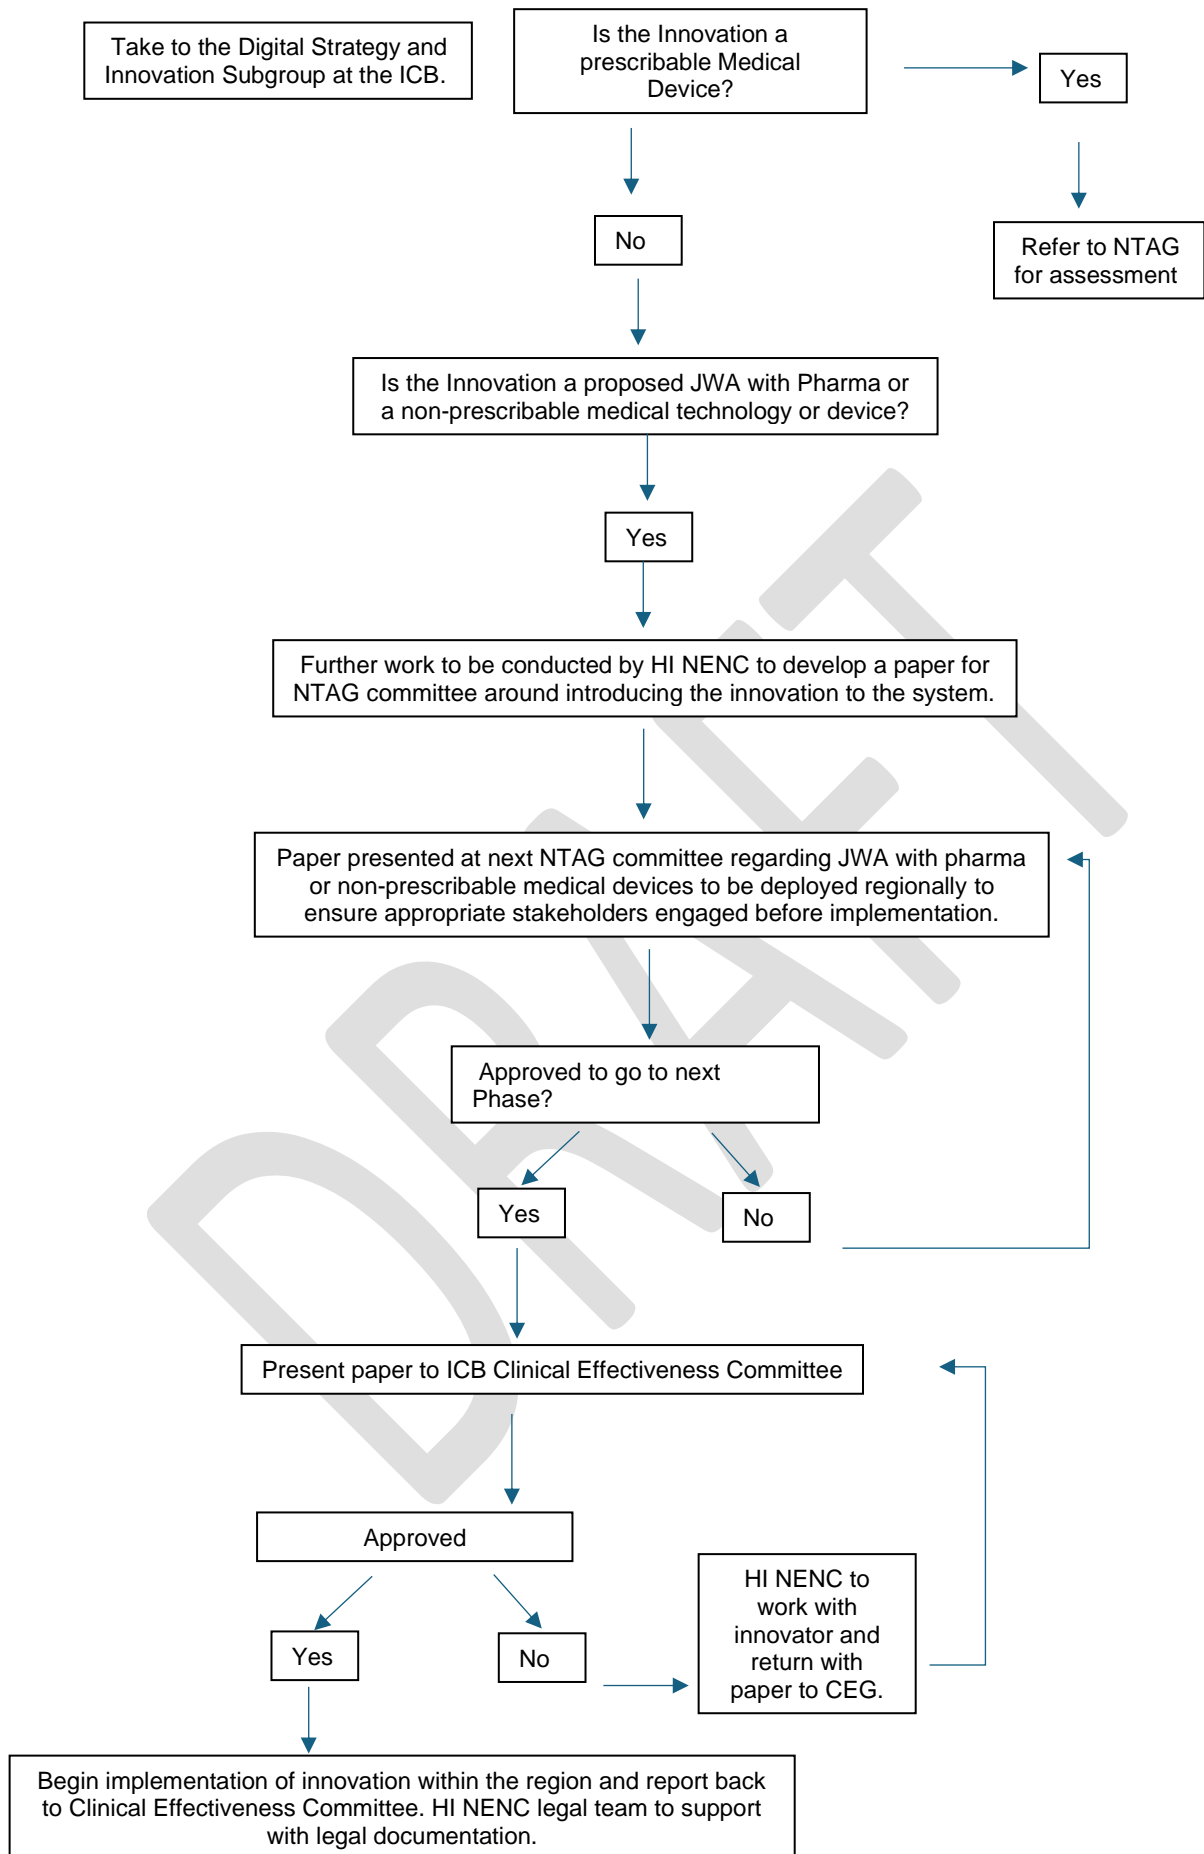 Take to the Digital Strategy and
Innovation Subgroup at the ICB.
Is the Innovation a
prescribable Medical
Device?
Yes
No
Refer to NTAG
for assessment
Is the Innovation a proposed JWA with Pharma or
a non-prescribable medical technology or device?
Yes
Further work to be conducted by HI NENC to develop a paper for
NTAG committee around introducing the innovation to the system.
Paper presented at next NTAG committee regarding JWA with pharma
or non-prescribable medical devices to be deployed regionally to
ensure appropriate stakeholders engaged before implementation.
Approved to go to next
Phase?
Yes
No
Present paper to ICB Clinical Effectiveness Committee
Approved
Yes
No
HI NENC to
work with
innovator and
return with
paper to CEG.
Begin implementation of innovation within the region and report back
to Clinical Effectiveness Committee. HI NENC legal team to support
with legal documentation.
DRAFT